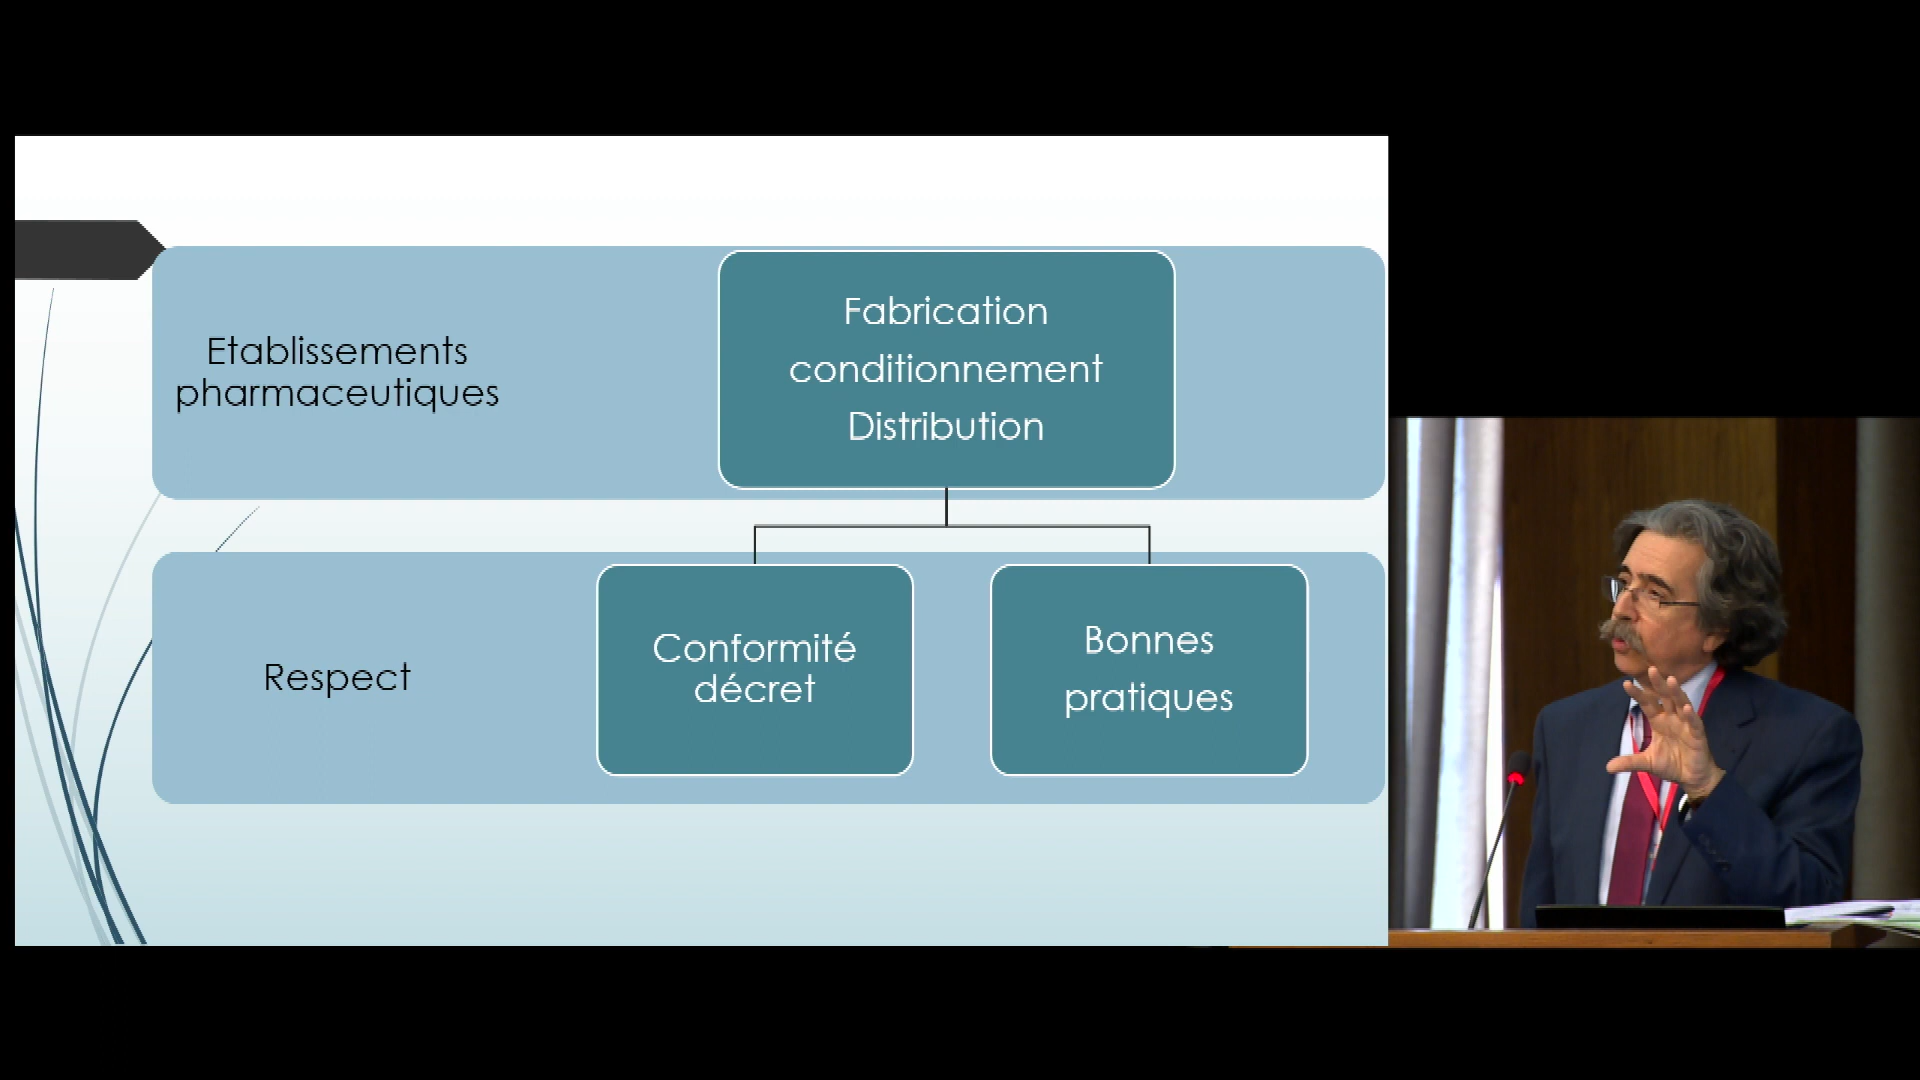 Etablissements
pharmaceutiques
Fabrication
conditionnement
Distribution
Respect
Conformité
décret
Bonnes
pratiques